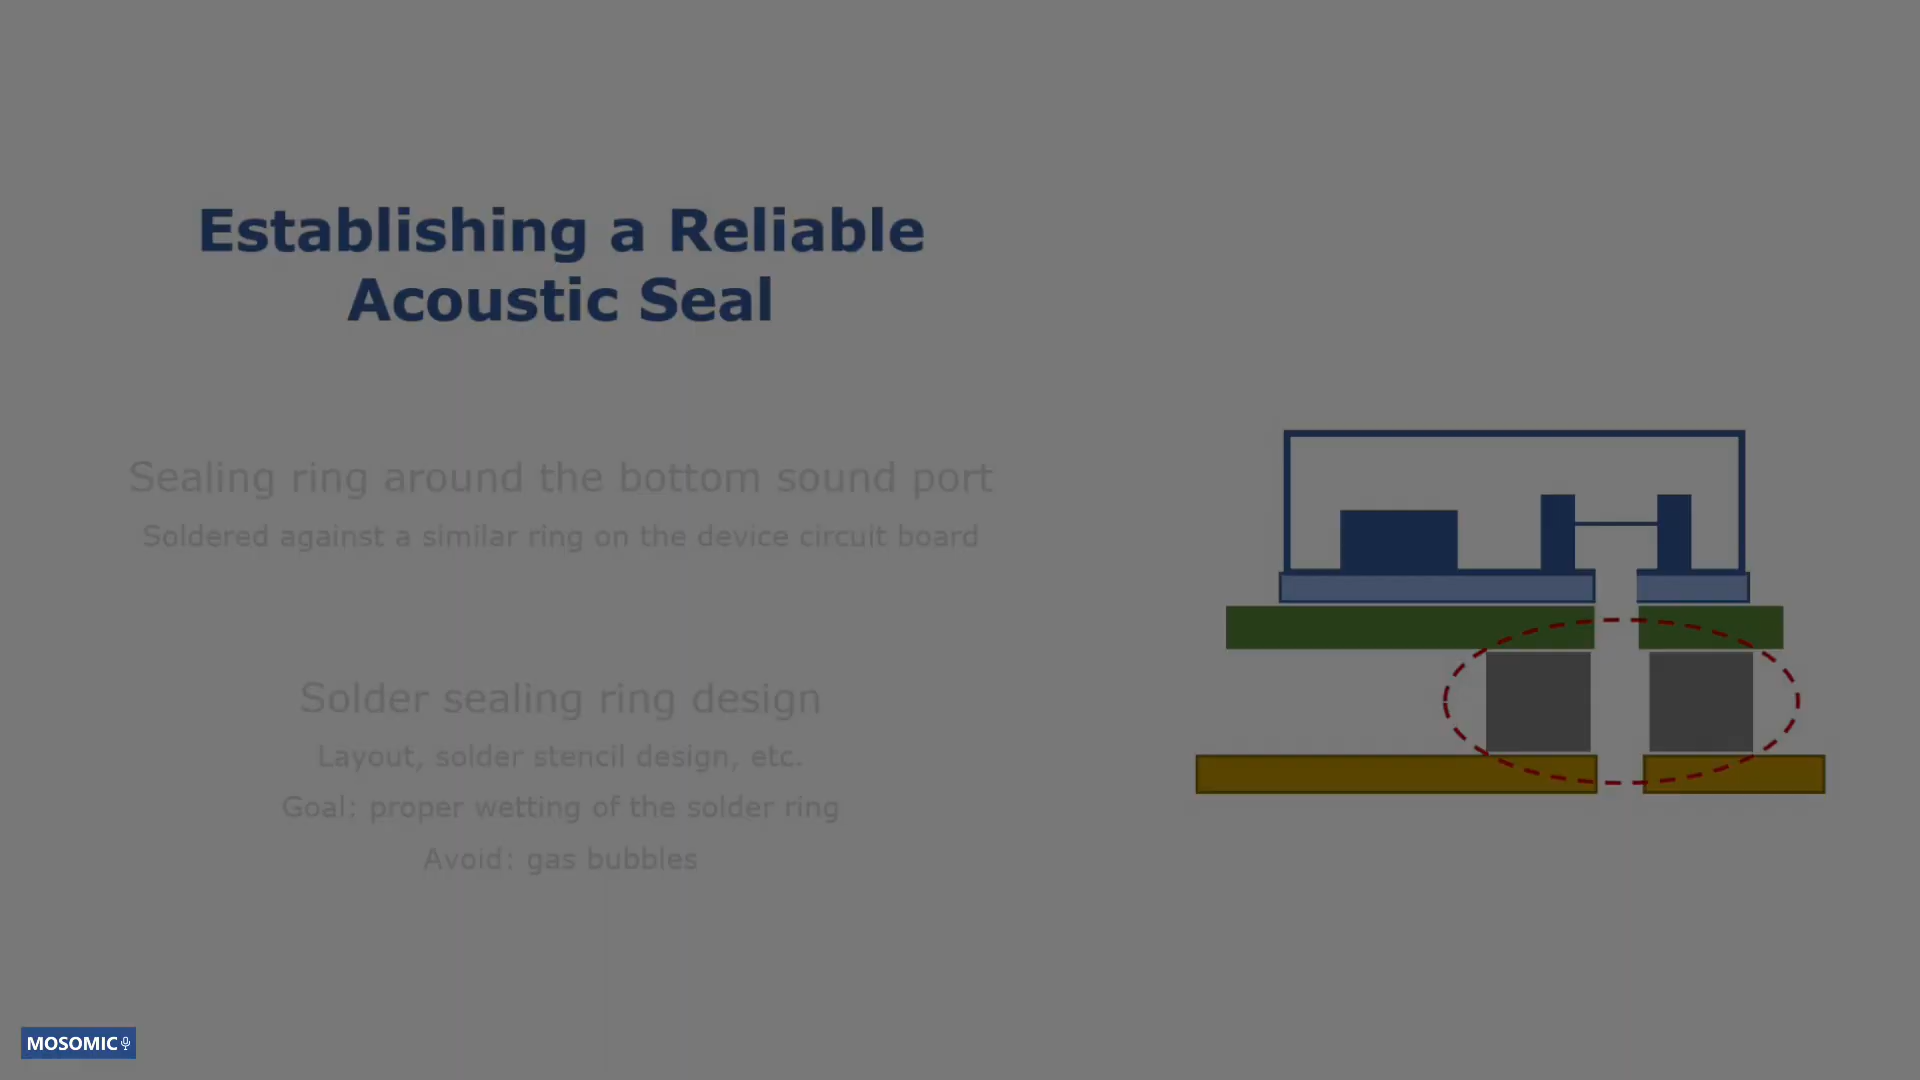 Establishing a Reliable
Acoustic Seal
Sealing ring around the bottom sound port
Soldered against a similar ring on the device circuit board
Solder sealing ring design
Layout, solder stencil design, etc.
Goal: proper wetting of the solder ring
Avoid: gas bubbles
MOSOMIC